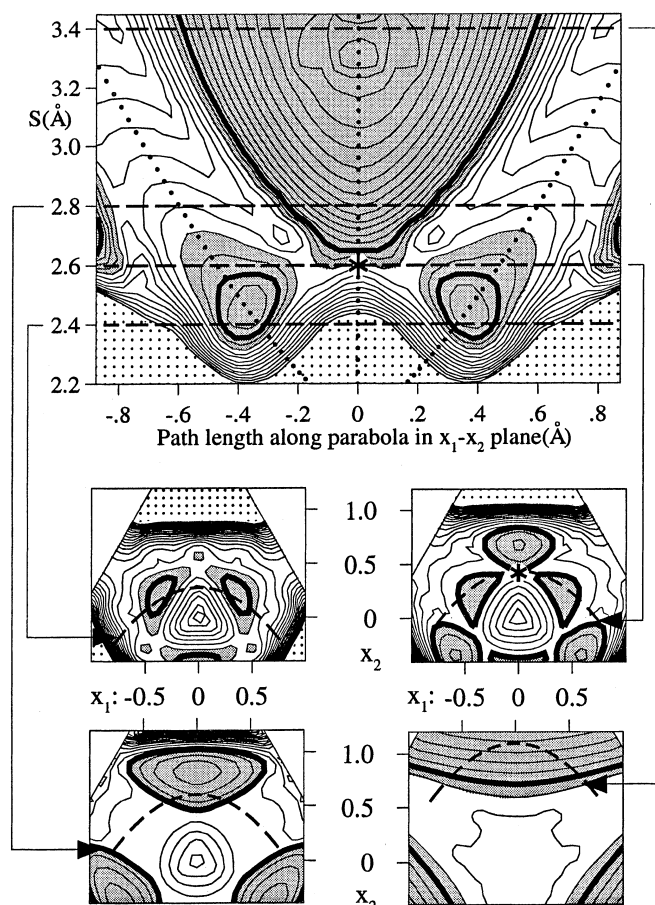 3.4
3.2
S(Å)
3.0
2.8
2.6
2.4
2.2
-.8 -.6 -.4 -.2 0 .2 .4 .6 .8
Path length along parabola in x₁-x₂ plane(Å)
1.0
0.5
0
x₂
x₁: -0.5 0 0.5 x₁: -0.5 0 0.5
1.0
0.5
0
x₂